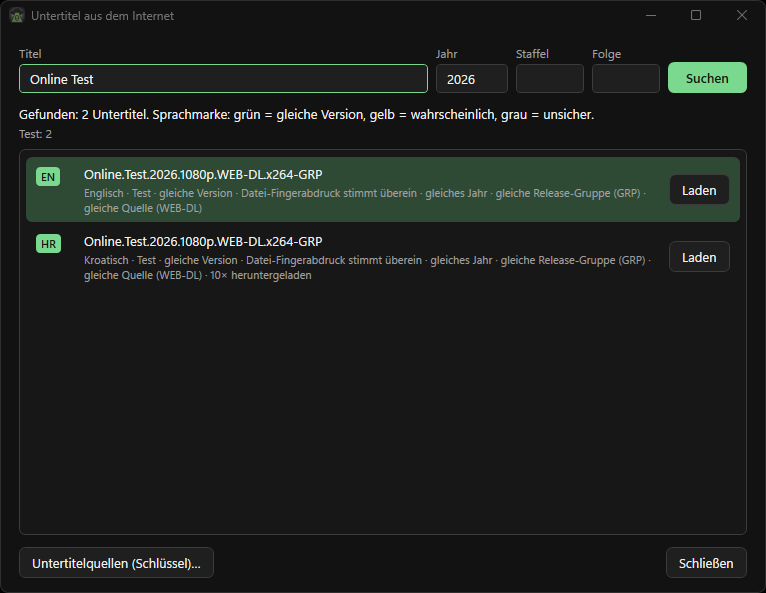 Untertitel aus dem Internet
Titel Jahr Staffel Folge
Online Test 2026 Suchen
Gefunden: 2 Untertitel. Sprachmarke: grün = gleiche Version, gelb = wahrscheinlich, grau = unsicher.
Test: 2
EN Online.Test.2026.1080p.WEB-DL.x264-GRP
Englisch · Test · gleiche Version · Datei-Fingerabdruck stimmt überein · gleiches Jahr · gleiche Release-Gruppe (GRP) ·
gleiche Quelle (WEB-DL)
Laden
HR Online.Test.2026.1080p.WEB-DL.x264-GRP
Kroatisch · Test · gleiche Version · Datei-Fingerabdruck stimmt überein · gleiches Jahr · gleiche Release-Gruppe (GRP) ·
gleiche Quelle (WEB-DL) · 10× heruntergeladen
Laden
Untertitelquellen (Schlüssel)... Schließen